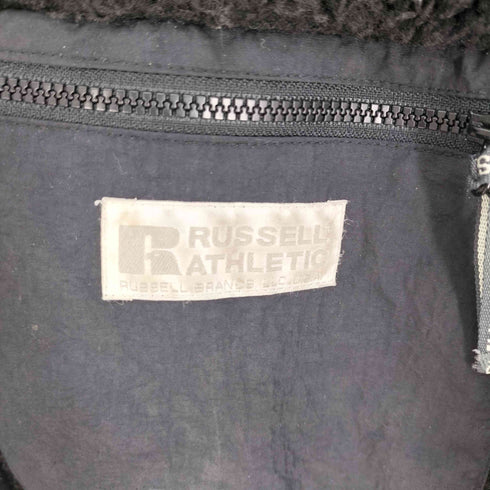 RUSSELL
ATHLETIC
RUSSELL BRANDS, LLC.